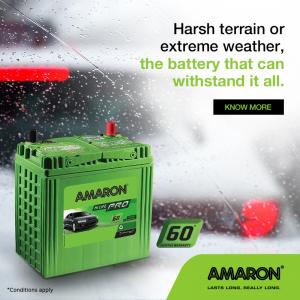 Harsh terrain or
extreme weather,
the battery that can
withstand it all.
KNOW MORE
AMARON
PRO
60
60
AMARON
LASTS LONG, REALLY LONG.
*Conditions apply